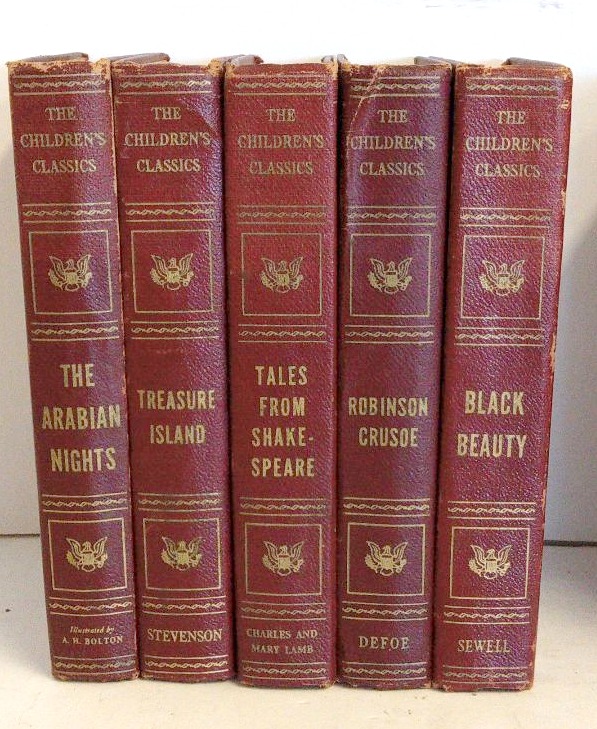 THE
CHILDREN'S
CLASSICS
THE
ARABIAN
NIGHTS
Illustrated by
A. H. BOLTON
THE
CHILDREN'S
CLASSICS
TREASURE
ISLAND
STEVENSON
THE
CHILDREN'S
CLASSICS
TALES
FROM
SHAKE-
SPEARE
CHARLES AND
MARY LAMB
THE
CHILDREN'S
CLASSICS
ROBINSON
CRUSOE
DEFOE
THE
CHILDREN'S
CLASSICS
BLACK
BEAUTY
SEWELL